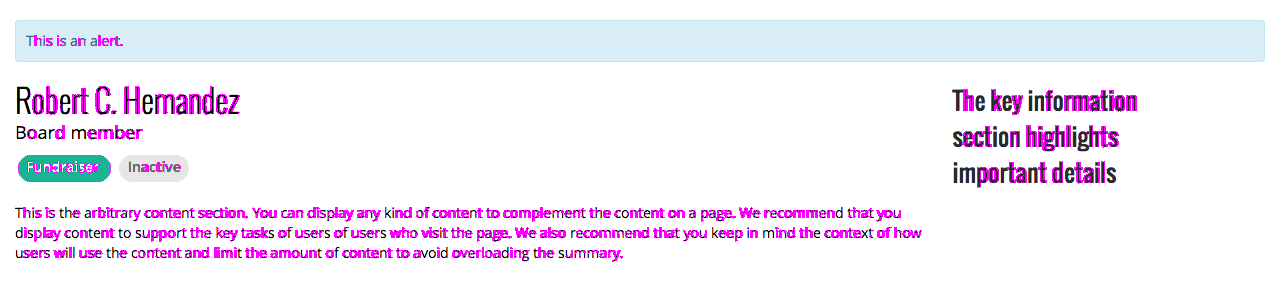 This is an alert.
Robert C. Hernandez
Board member
Fundraiser Inactive
This is the arbitrary content section. You can display any kind of content to complement the content on a page. We recommend that you
display content to support the key tasks of users of users who visit the page. We also recommend that you keep in mind the context of how
users will use the content and limit the amount of content to avoid overloading the summary.
The key information
section highlights
important details